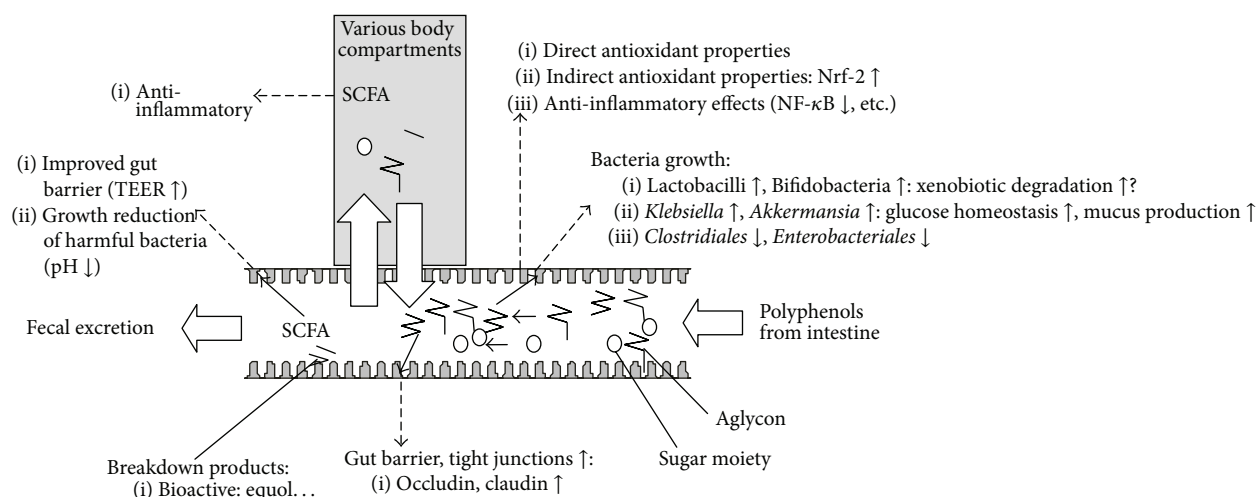 Various body
compartments
SCFA
(i) Anti-
inflammatory
(i) Direct antioxidant properties
(ii) Indirect antioxidant properties: Nrf-2 ↑
(iii) Anti-inflammatory effects (NF-κB ↓, etc.)
(i) Improved gut
barrier (TEER ↑)
(ii) Growth reduction
of harmful bacteria
(pH ↓)
Bacteria growth:
(i) Lactobacilli ↑, Bifidobacteria ↑: xenobiotic degradation ↑?
(ii) Klebsiella ↑, Akkermansia ↑: glucose homeostasis ↑, mucus production ↑
(iii) Clostridiales ↓, Enterobacteriales ↓
Fecal excretion
SCFA
Polyphenols
from intestine
Aglycon
Sugar moiety
Breakdown products:
(i) Bioactive: equol...
Gut barrier, tight junctions ↑:
(i) Occludin, claudin ↑